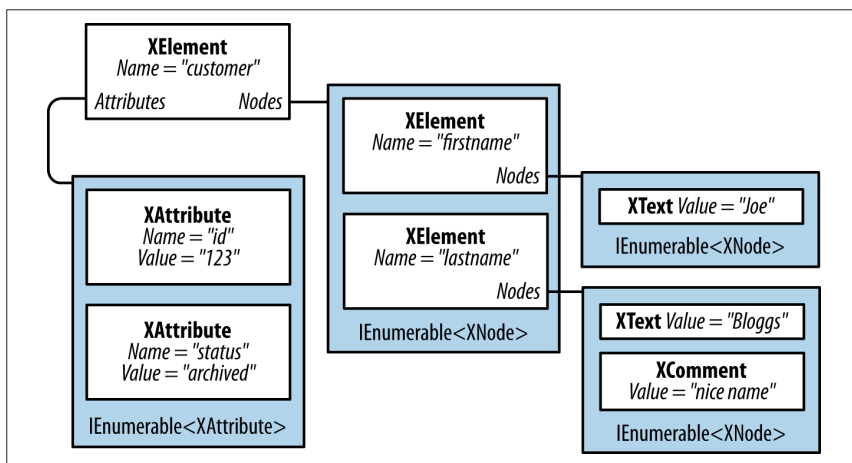 XElement
Name = "customer"
Attributes Nodes
XAttribute
Name = "id"
Value = "123"
XAttribute
Name = "status"
Value = "archived"
IEnumerable<XAttribute>
XElement
Name = "firstname"
Nodes
XElement
Name = "lastname"
Nodes
IEnumerable<XNode>
XText Value = "Joe"
IEnumerable<XNode>
XText Value = "Bloggs"
XComment
Value = "nice name"
IEnumerable<XNode>